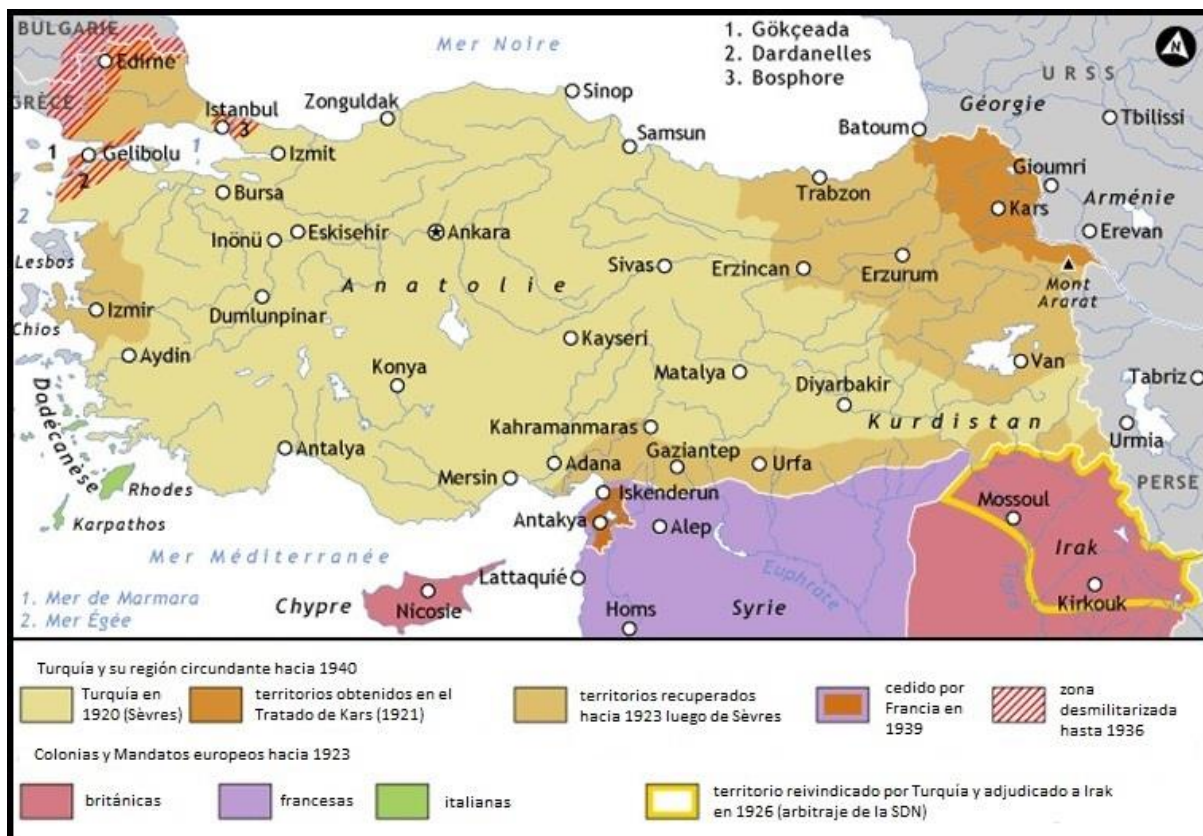 BULGARIE
Mer Noire
1. Gökçeada
2. Dardanelles
3. Bosphore
N
Edirne
URSS
GRÈCE
Istanbul
3
Zonguldak
Sinop
Géorgie
Tbilissi
Samsun
Batoum
1
Gelibolu
1
Izmit
2
Bursa
Trabzon
Gioumri
Kars
Arménie
2
Inönü
Eskisehir
Ankara
Erevan
Lesbos
Sivas
Erzincan
Erzurum
Anatolie
Mont
Ararat
Izmir
Dumlunpinar
Chios
Kayseri
Aydin
Van
Konya
Matalya
Diyarbakir
Tabriz
Dodécanèse
Kurdistan
Kahramanmaras
Urmia
Antalya
Adana
Gaziantep
Urfa
Mersin
PERSE
Rhodes
Iskenderun
Mossoul
Karpathos
Antakya
Alep
Mer Méditerranée
Irak
Lattaquié
Euphrate
Tigre
1. Mer de Marmara
2. Mer Égée
Chypre
Nicosie
Homs
Syrie
Kirkouk
Turquía y su región circundante hacia 1940
Turquía en
1920 (Sèvres)
territorios obtenidos en el
Tratado de Kars (1921)
territorios recuperados
hacia 1923 luego de Sèvres
cedido por
Francia en
1939
zona
desmilitarizada
hasta 1936
Colonias y Mandatos europeos hacia 1923
británicas
francesas
italianas
territorio reivindicado por Turquía y adjudicado a Irak
en 1926 (arbitraje de la SDN)